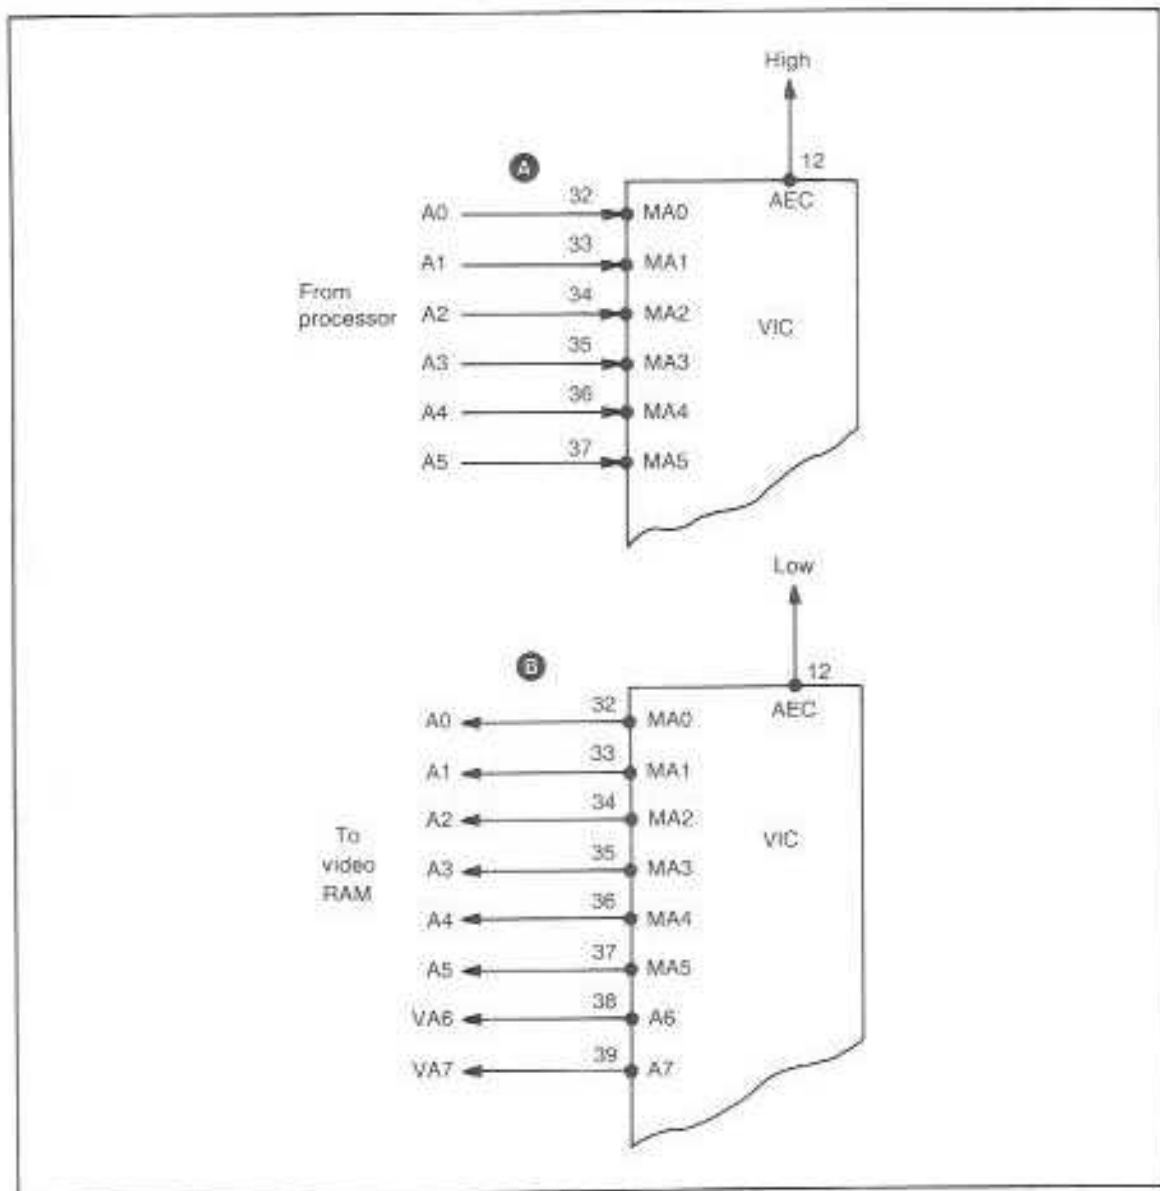 High
A
12
AEC
A0 32 MA0
A1 33 MA1
From
processor
A2 34 MA2
VIC
A3 35 MA3
A4 36 MA4
A5 37 MA5
Low
B
12
AEC
A0 32 MA0
A1 33 MA1
A2 34 MA2
To
video
RAM
VIC
A3 35 MA3
A4 36 MA4
A5 37 MA5
VA6 38 A6
VA7 39 A7